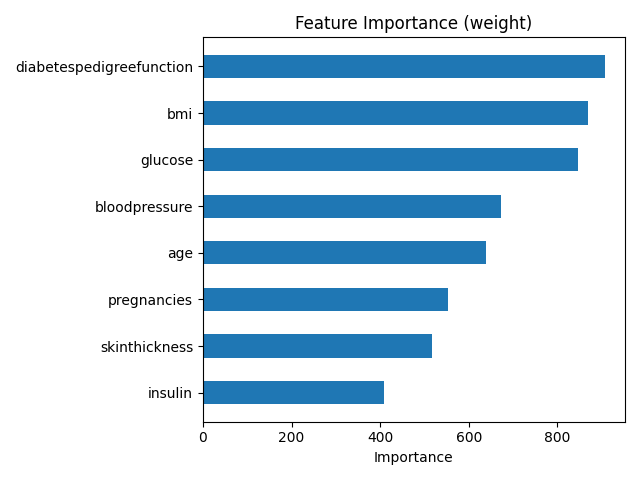 Feature Importance (weight)
diabetespedigreefunction
bmi
glucose
bloodpressure
age
pregnancies
skinthickness
insulin
0 200 400 600 800
Importance